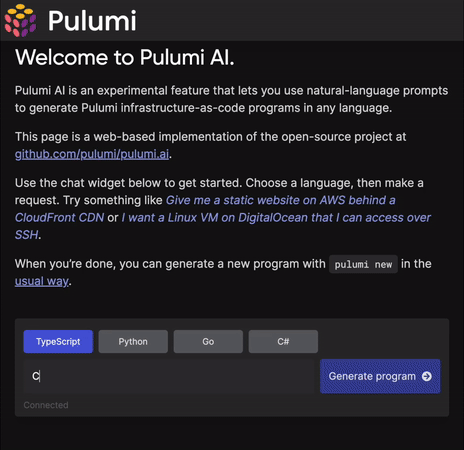 Pulumi
Welcome to Pulumi AI.
Pulumi AI is an experimental feature that lets you use natural-language prompts
to generate Pulumi infrastructure-as-code programs in any language.
This page is a web-based implementation of the open-source project at
github.com/pulumi/pulumi.ai.
Use the chat widget below to get started. Choose a language, then make a
request. Try something like Give me a static website on AWS behind a
CloudFront CDN or I want a Linux VM on DigitalOcean that I can access over
SSH.
When you're done, you can generate a new program with pulumi new in the
usual way.
TypeScript Python Go C#
C Generate program
Connected